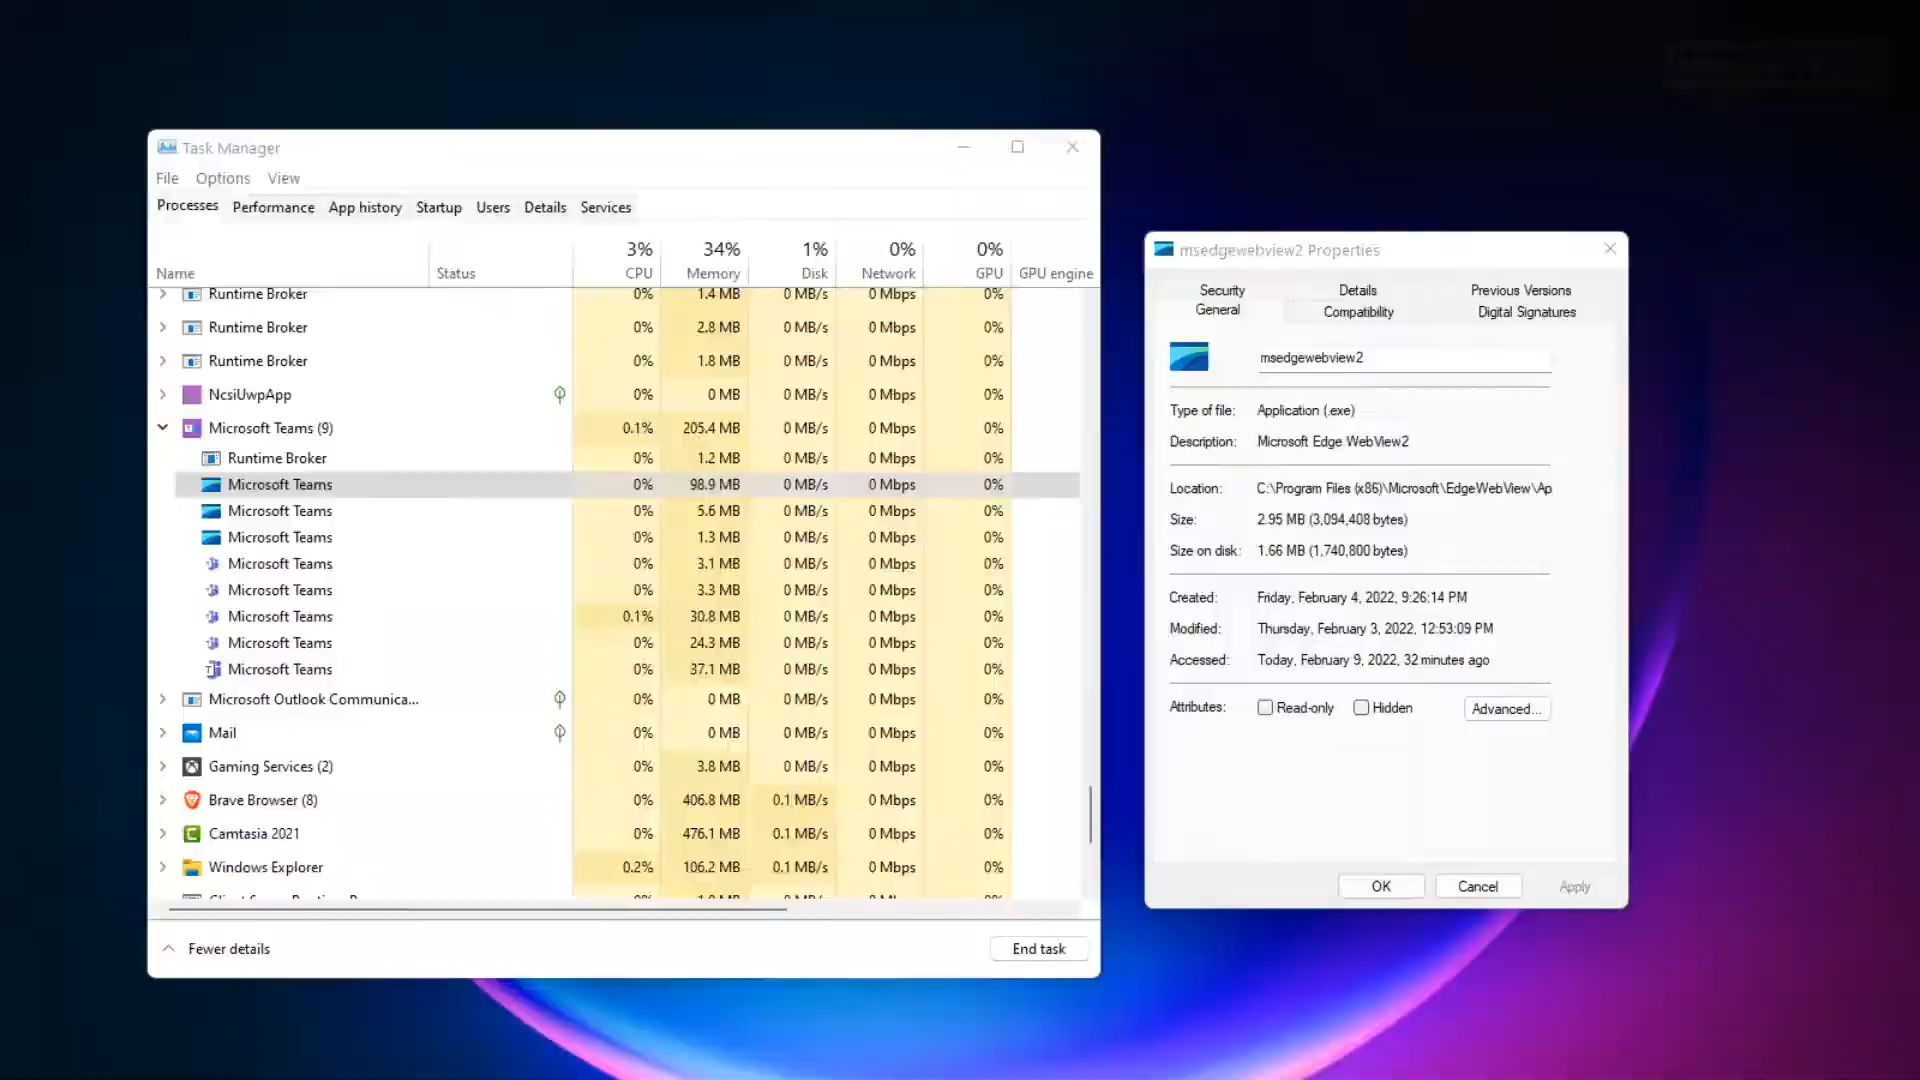 Task Manager
File Options View
Processes Performance App history Startup Users Details Services
3% 34% 1% 0% 0%
Name Status CPU Memory Disk Network GPU GPU engine
Runtime Broker 0% 1.4 MB 0 MB/s 0 Mbps 0%
Runtime Broker 0% 2.8 MB 0 MB/s 0 Mbps 0%
Runtime Broker 0% 1.8 MB 0 MB/s 0 Mbps 0%
NcsiUwpApp 0% 0 MB 0 MB/s 0 Mbps 0%
Microsoft Teams (9) 0.1% 205.4 MB 0 MB/s 0 Mbps 0%
Runtime Broker 0% 1.2 MB 0 MB/s 0 Mbps 0%
Microsoft Teams 0% 98.9 MB 0 MB/s 0 Mbps 0%
Microsoft Teams 0% 5.6 MB 0 MB/s 0 Mbps 0%
Microsoft Teams 0% 1.3 MB 0 MB/s 0 Mbps 0%
Microsoft Teams 0% 3.1 MB 0 MB/s 0 Mbps 0%
Microsoft Teams 0% 3.3 MB 0 MB/s 0 Mbps 0%
Microsoft Teams 0.1% 30.8 MB 0 MB/s 0 Mbps 0%
Microsoft Teams 0% 24.3 MB 0 MB/s 0 Mbps 0%
Microsoft Teams 0% 37.1 MB 0 MB/s 0 Mbps 0%
Microsoft Outlook Communica... 0% 0 MB 0 MB/s 0 Mbps 0%
Mail 0% 0 MB 0 MB/s 0 Mbps 0%
Gaming Services (2) 0% 3.8 MB 0 MB/s 0 Mbps 0%
Brave Browser (8) 0% 406.8 MB 0.1 MB/s 0 Mbps 0%
Camtasia 2021 0% 476.1 MB 0.1 MB/s 0 Mbps 0%
Windows Explorer 0.2% 106.2 MB 0.1 MB/s 0 Mbps 0%
Fewer details End task
msedgewebview2 Properties
Security Details Previous Versions
General Compatibility Digital Signatures
msedgewebview2
Type of file: Application (.exe)
Description: Microsoft Edge WebView2
Location: C:\Program Files (x86)\Microsoft\EdgeWebView\Ap
Size: 2.95 MB (3,094,408 bytes)
Size on disk: 1.66 MB (1,740,800 bytes)
Created: Friday, February 4, 2022, 9:26:14 PM
Modified: Thursday, February 3, 2022, 12:53:09 PM
Accessed: Today, February 9, 2022, 32 minutes ago
Attributes: Read-only Hidden Advanced...
OK Cancel Apply